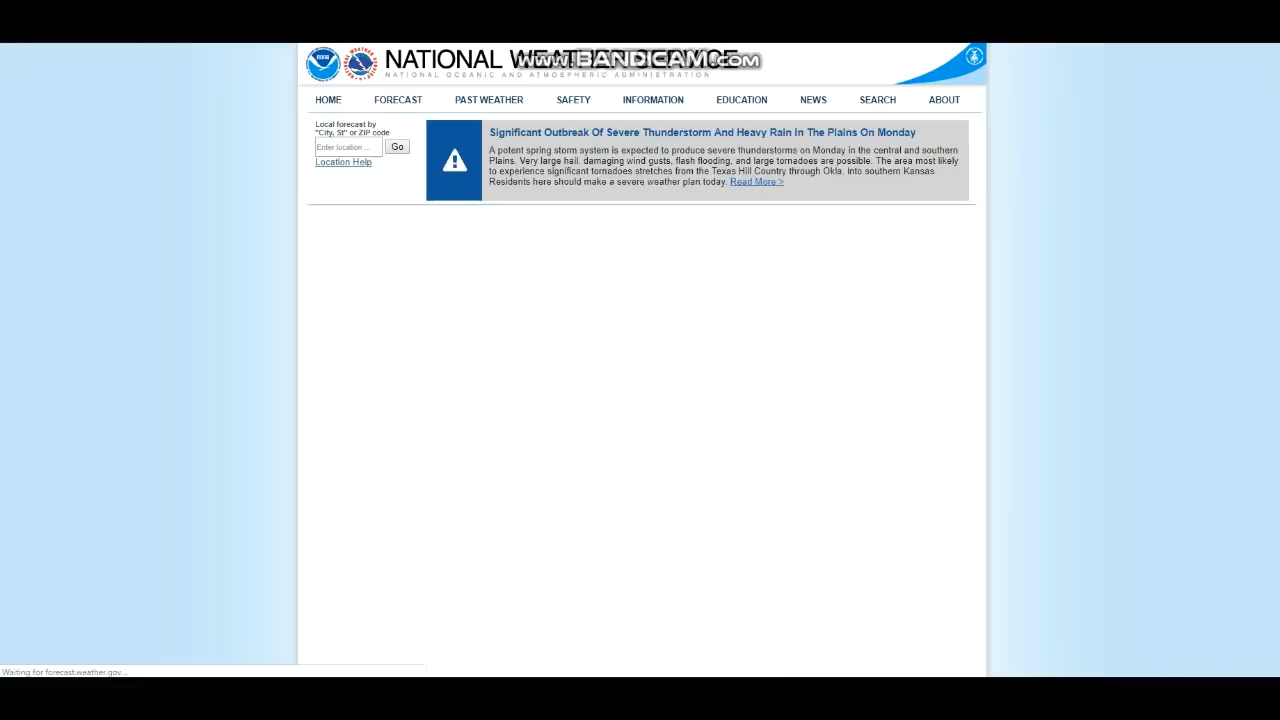 NATIONAL WEATHER SERVICE
www.BANDICAM.com
NATIONAL OCEANIC AND ATMOSPHERIC ADMINISTRATION
HOME FORECAST PAST WEATHER SAFETY INFORMATION EDUCATION NEWS SEARCH ABOUT
Local forecast by
"City, St" or ZIP code
Enter location ...
Go
Location Help
Significant Outbreak Of Severe Thunderstorm And Heavy Rain In The Plains On Monday
A potent spring storm system is expected to produce severe thunderstorms on Monday in the central and southern
Plains. Very large hail, damaging wind gusts, flash flooding, and large tornadoes are possible. The area most likely
to experience significant tornadoes stretches from the Texas Hill Country through Okla. into southern Kansas.
Residents here should make a severe weather plan today. Read More >
Waiting for forecast.weather.gov...